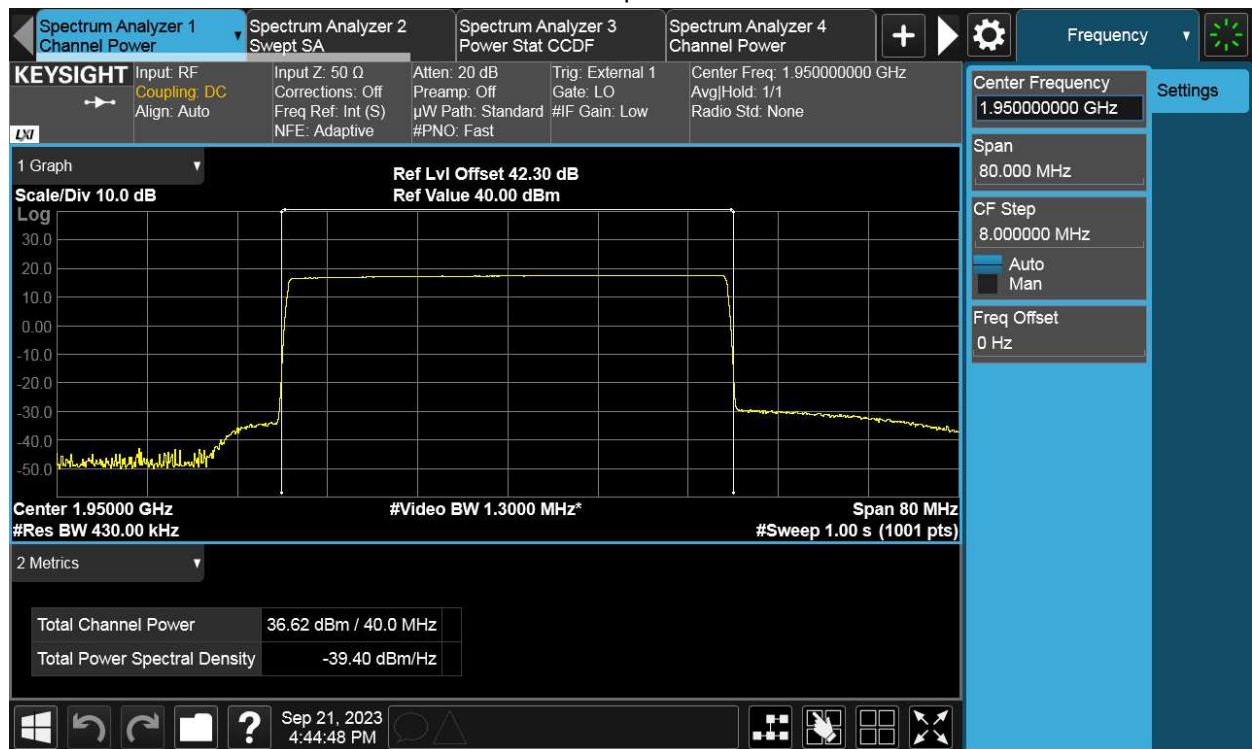 Spectrum Analyzer 1
Channel Power
Spectrum Analyzer 2
Swept SA
Spectrum Analyzer 3
Power Stat CCDF
Spectrum Analyzer 4
Channel Power
Frequency
KEYSIGHT
LXI
Input: RF
Coupling: DC
Align: Auto
Input Z: 50 Ω
Corrections: Off
Freq Ref: Int (S)
NFE: Adaptive
Atten: 20 dB
Preamp: Off
µW Path: Standard
#PNO: Fast
Trig: External 1
Gate: LO
#IF Gain: Low
Center Freq: 1.950000000 GHz
Avg|Hold: 1/1
Radio Std: None
Center Frequency
1.950000000 GHz
Settings
Span
80.000 MHz
CF Step
8.000000 MHz
Auto
Man
Freq Offset
0 Hz
1 Graph
Scale/Div 10.0 dB
Ref Lvl Offset 42.30 dB
Ref Value 40.00 dBm
Log
30.0
20.0
10.0
0.00
-10.0
-20.0
-30.0
-40.0
-50.0
Center 1.95000 GHz
#Video BW 1.3000 MHz*
Span 80 MHz
#Res BW 430.00 kHz
#Sweep 1.00 s (1001 pts)
2 Metrics
Total Channel Power 36.62 dBm / 40.0 MHz
Total Power Spectral Density -39.40 dBm/Hz
?
Sep 21, 2023
4:44:48 PM